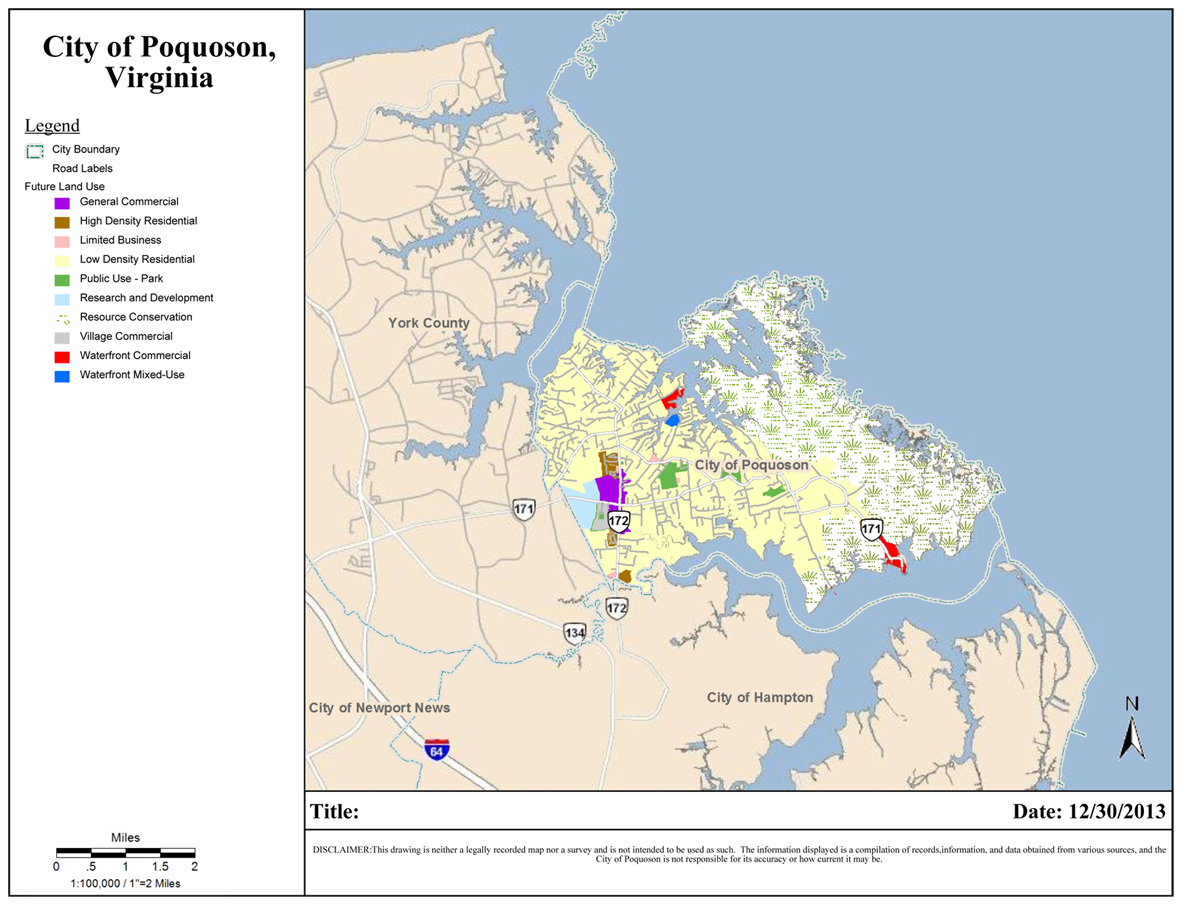 City of Poquoson,
Virginia
Legend
City Boundary
Road Labels
Future Land Use
General Commercial
High Density Residential
Limited Business
Low Density Residential
Public Use - Park
Research and Development
Resource Conservation
Village Commercial
Waterfront Commercial
Waterfront Mixed-Use
Miles
0 .5 1 1.5 2
1:100,000 / 1"=2 Miles
York County
City of Poquoson
171
172
171
172
134
City of Hampton
City of Newport News
64
N
Title:
Date: 12/30/2013
DISCLAIMER:This drawing is neither a legally recorded map nor a survey and is not intended to be used as such. The information displayed is a compilation of records,information, and data obtained from various sources, and the
City of Poquoson is not responsible for its accuracy or how current it may be.